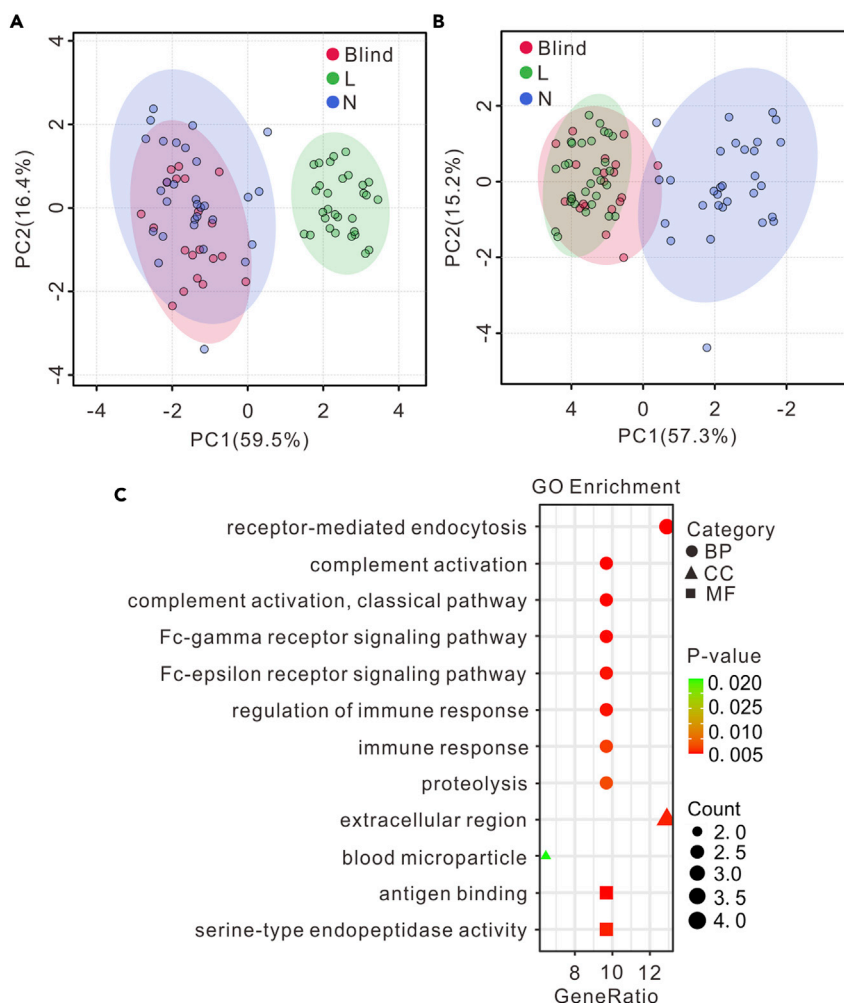 A
Blind
L
N
PC2(16.4%)
4
2
0
-2
-4
-4
-2
0
2
4
PC1(59.5%)
B
Blind
L
N
PC2(15.2%)
2
0
-2
-4
4
0
2
-2
PC1(57.3%)
C
GO Enrichment
receptor-mediated endocytosis
complement activation
complement activation, classical pathway
Fc-gamma receptor signaling pathway
Fc-epsilon receptor signaling pathway
regulation of immune response
immune response
proteolysis
extracellular region
blood microparticle
antigen binding
serine-type endopeptidase activity
8 10 12
GeneRatio
Category
BP
CC
MF
P-value
0.020
0.025
0.010
0.005
Count
2.0
2.5
3.0
3.5
4.0